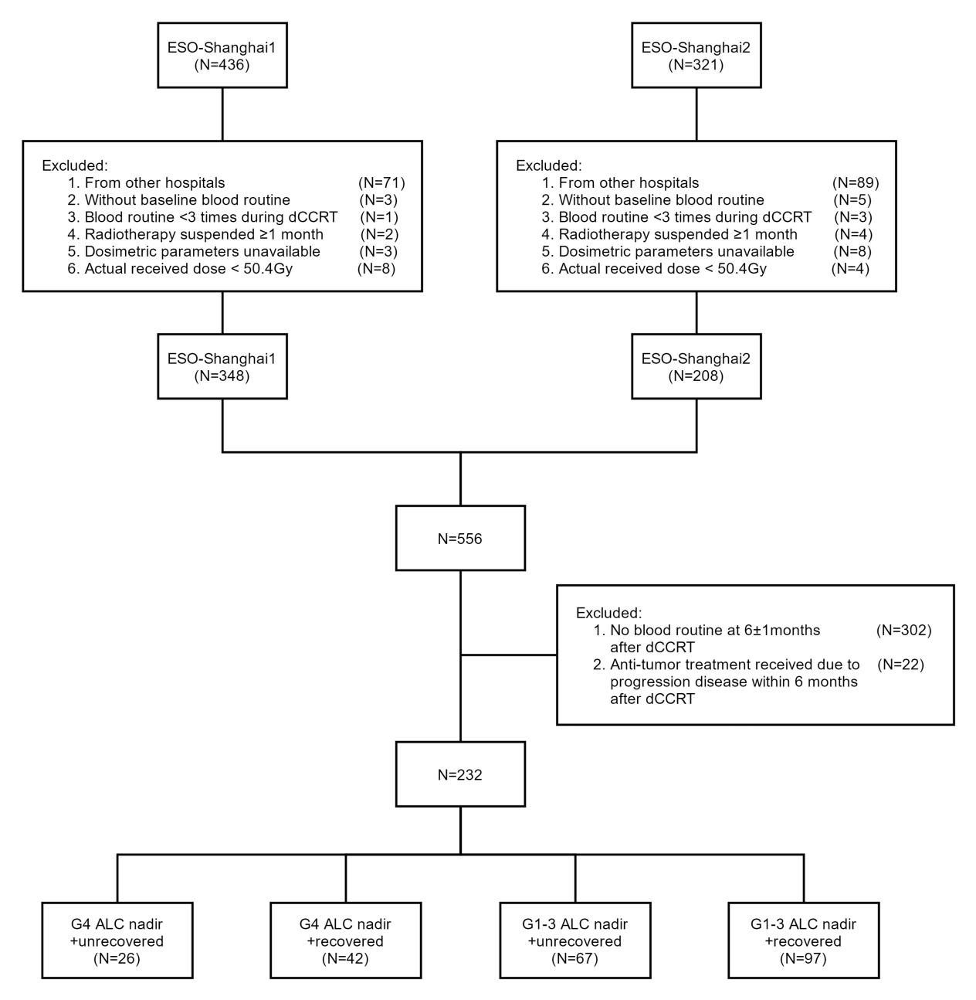 ESO-Shanghai1
(N=436)
ESO-Shanghai2
(N=321)
Excluded:
1. From other hospitals (N=71)
2. Without baseline blood routine (N=3)
3. Blood routine <3 times during dCCRT (N=1)
4. Radiotherapy suspended ≥1 month (N=2)
5. Dosimetric parameters unavailable (N=3)
6. Actual received dose < 50.4Gy (N=8)
Excluded:
1. From other hospitals (N=89)
2. Without baseline blood routine (N=5)
3. Blood routine <3 times during dCCRT (N=3)
4. Radiotherapy suspended ≥1 month (N=4)
5. Dosimetric parameters unavailable (N=8)
6. Actual received dose < 50.4Gy (N=4)
ESO-Shanghai1
(N=348)
ESO-Shanghai2
(N=208)
N=556
Excluded:
1. No blood routine at 6±1months (N=302)
after dCCRT
2. Anti-tumor treatment received due to (N=22)
progression disease within 6 months
after dCCRT
N=232
G4 ALC nadir
+unrecovered
(N=26)
G4 ALC nadir
+recovered
(N=42)
G1-3 ALC nadir
+unrecovered
(N=67)
G1-3 ALC nadir
+recovered
(N=97)